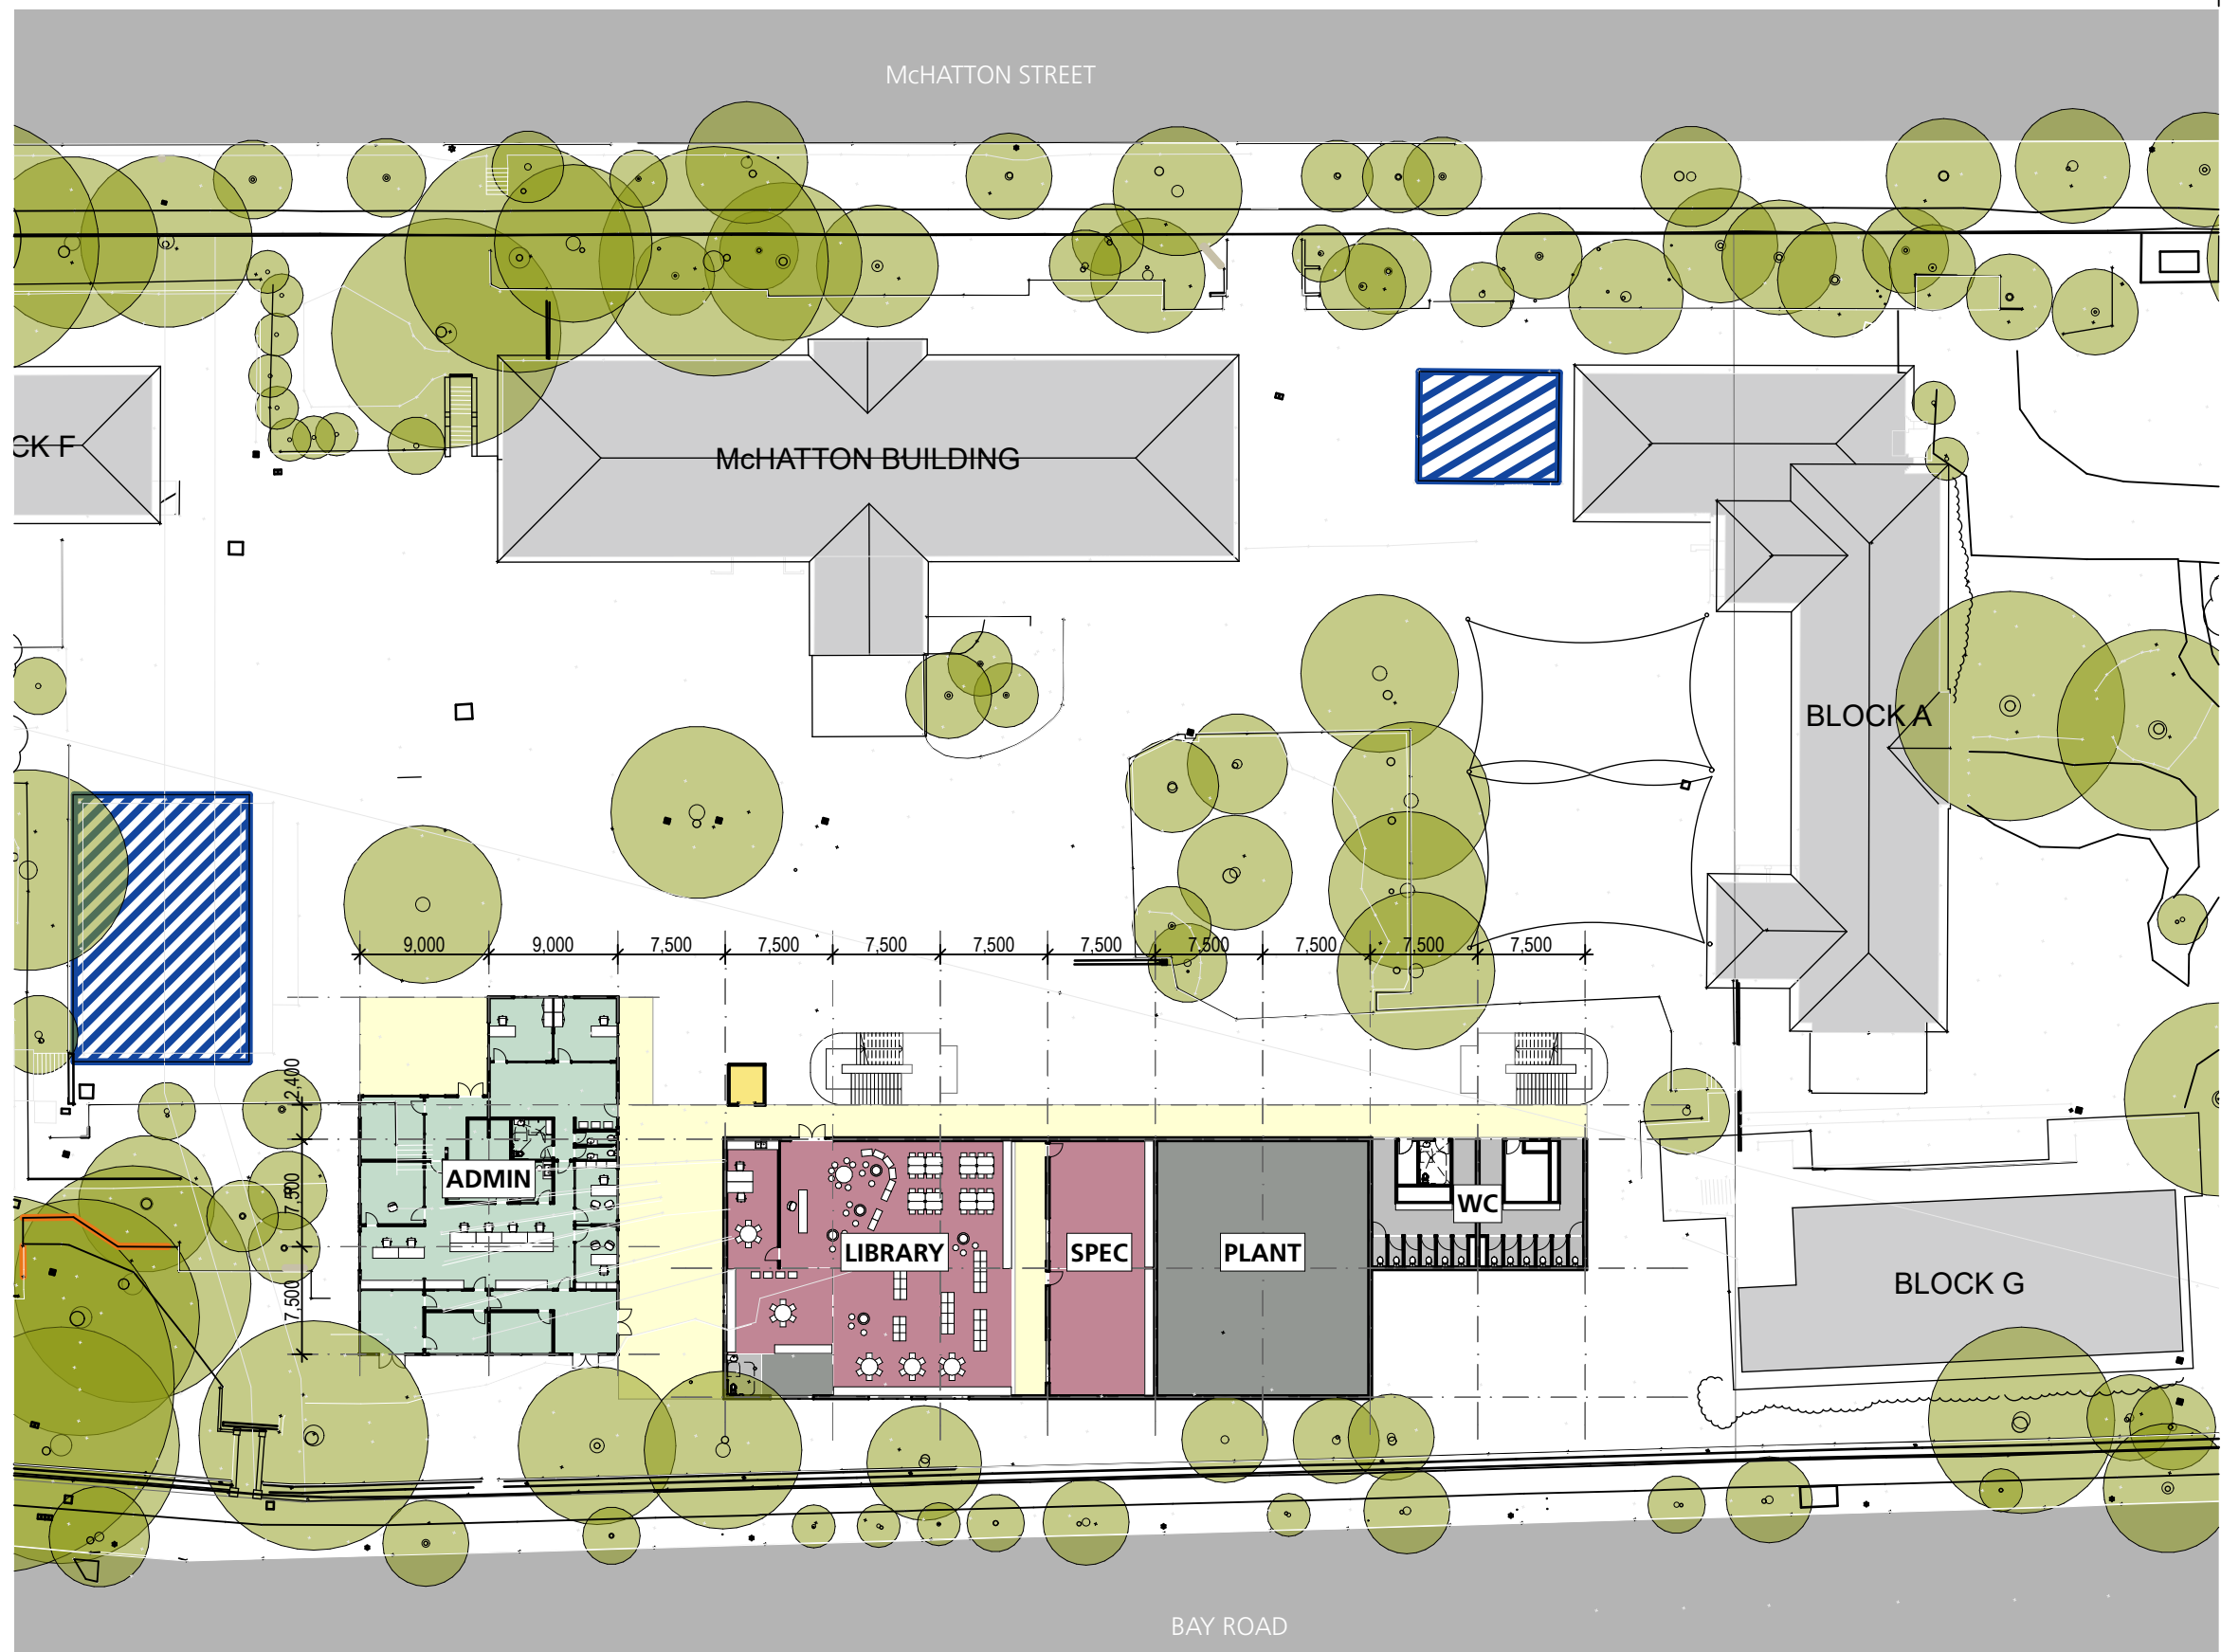 McHATTON STREET
CK F
McHATTON BUILDING
BLOCK A
9,000 9,000 7,500 7,500 7,500 7,500 7,500 7,500 7,500 7,500 7,500
2,400
7,500
7,500
ADMIN
WC
LIBRARY
SPEC
PLANT
BLOCK G
BAY ROAD